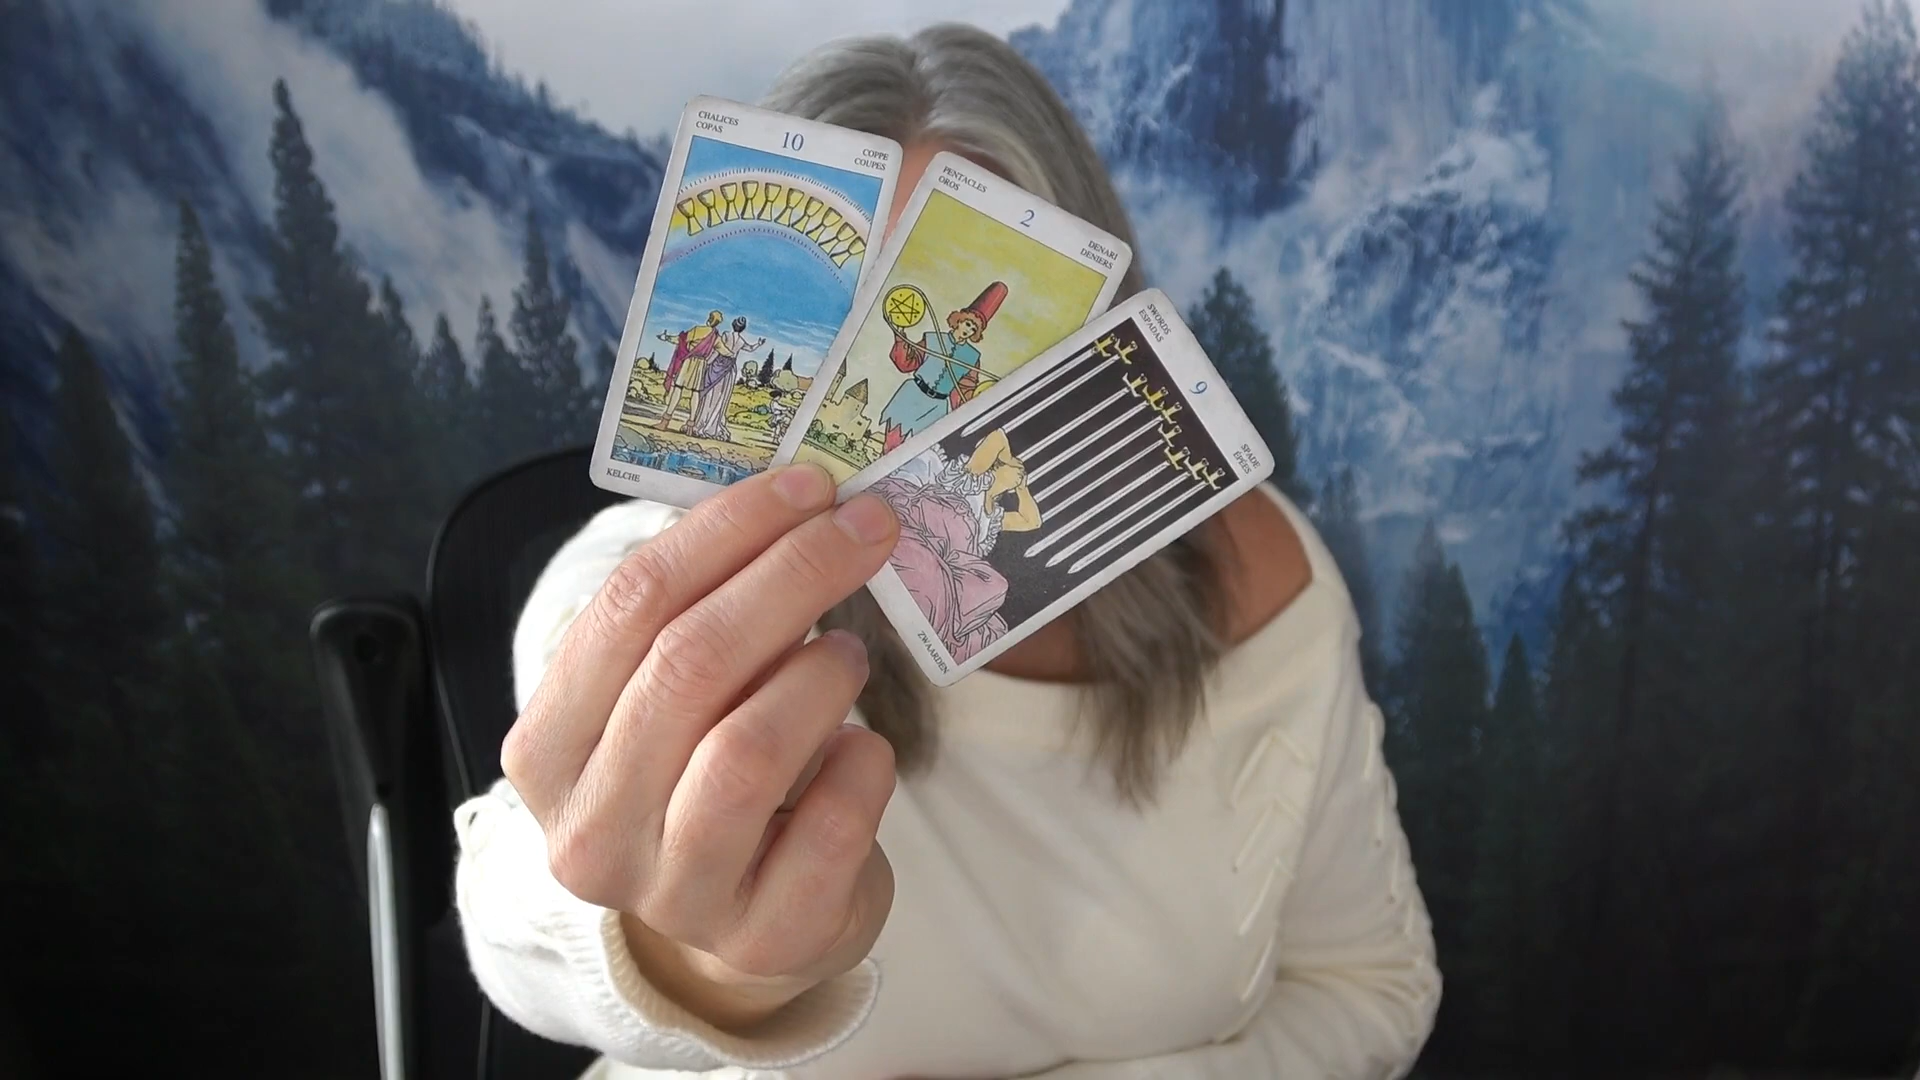 CHALICES
COPAS
10
COPPE
COUPES
KELCHE
PENTACLES
OROS
2
DENARI
DENIERS
SWORDS
ESPADAS
9
SPADE
ÉPÉES
ZWAARDEN